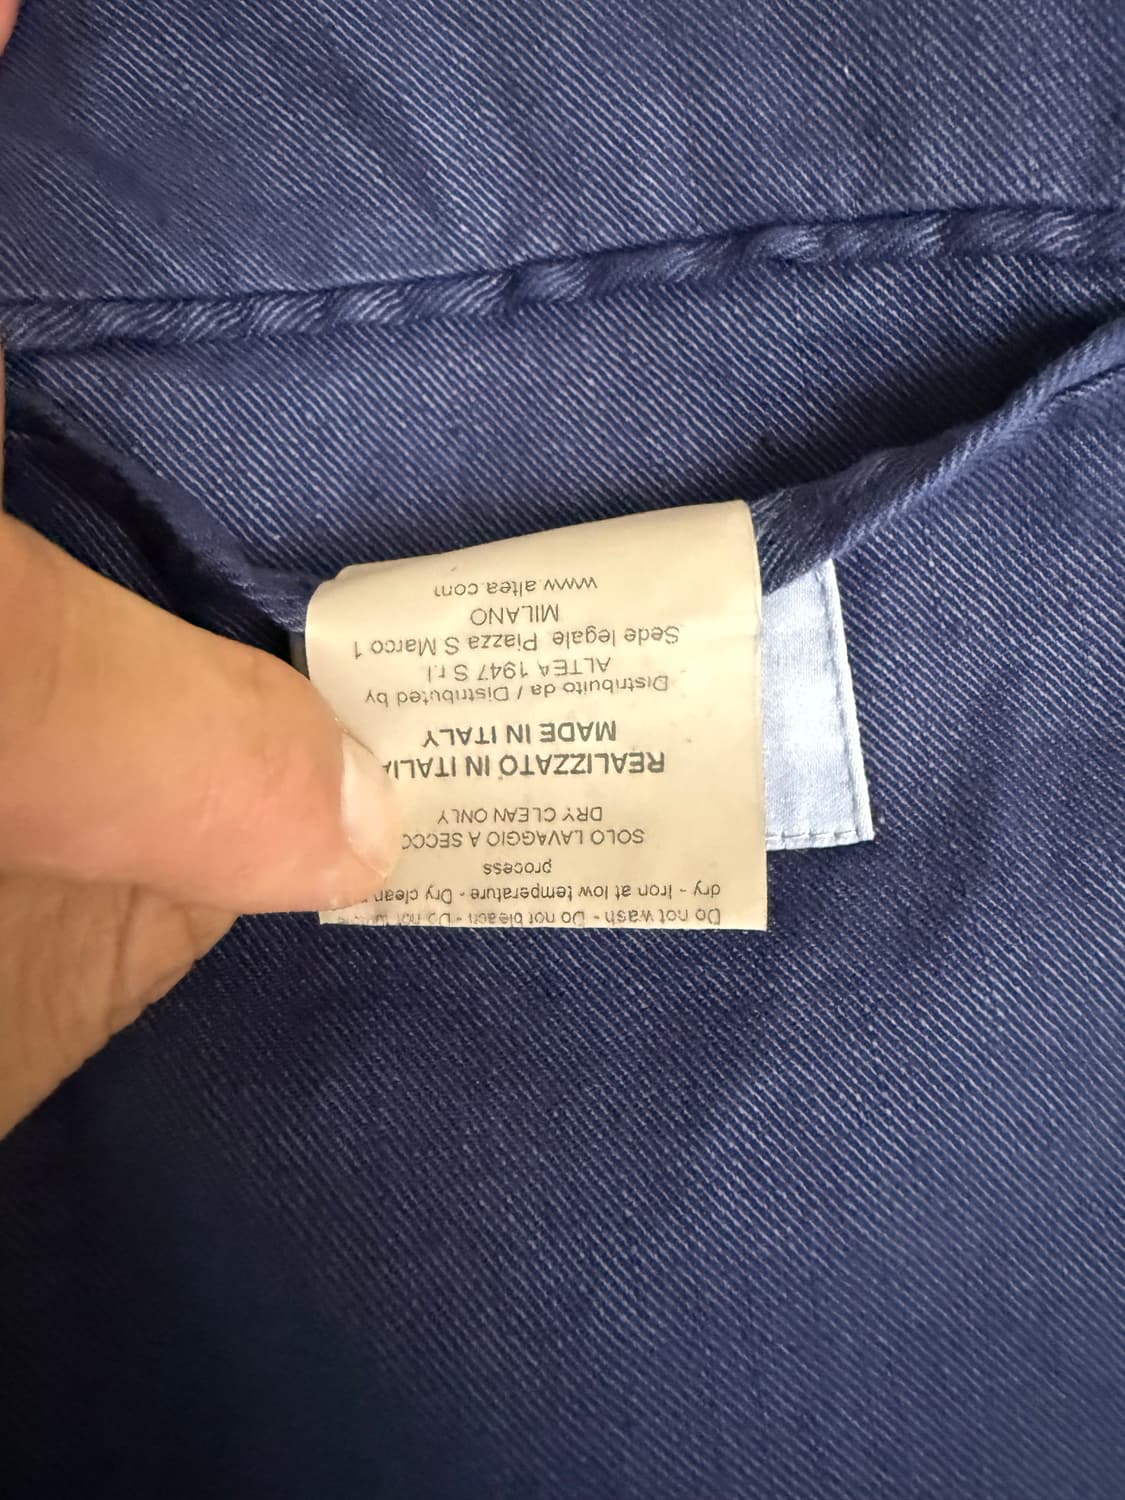 Do not wash - Do not bleach - Do not tumble
dry - Iron at low temperature - Dry clean
process
SOLO LAVAGGIO A SECCO
DRY CLEAN ONLY
REALIZZATO IN ITALIA
MADE IN ITALY
Distribuito da / Distributed by
ALTEA 1947 S r.l
Sede legale Piazza S Marco 1
MILANO
www altea.com